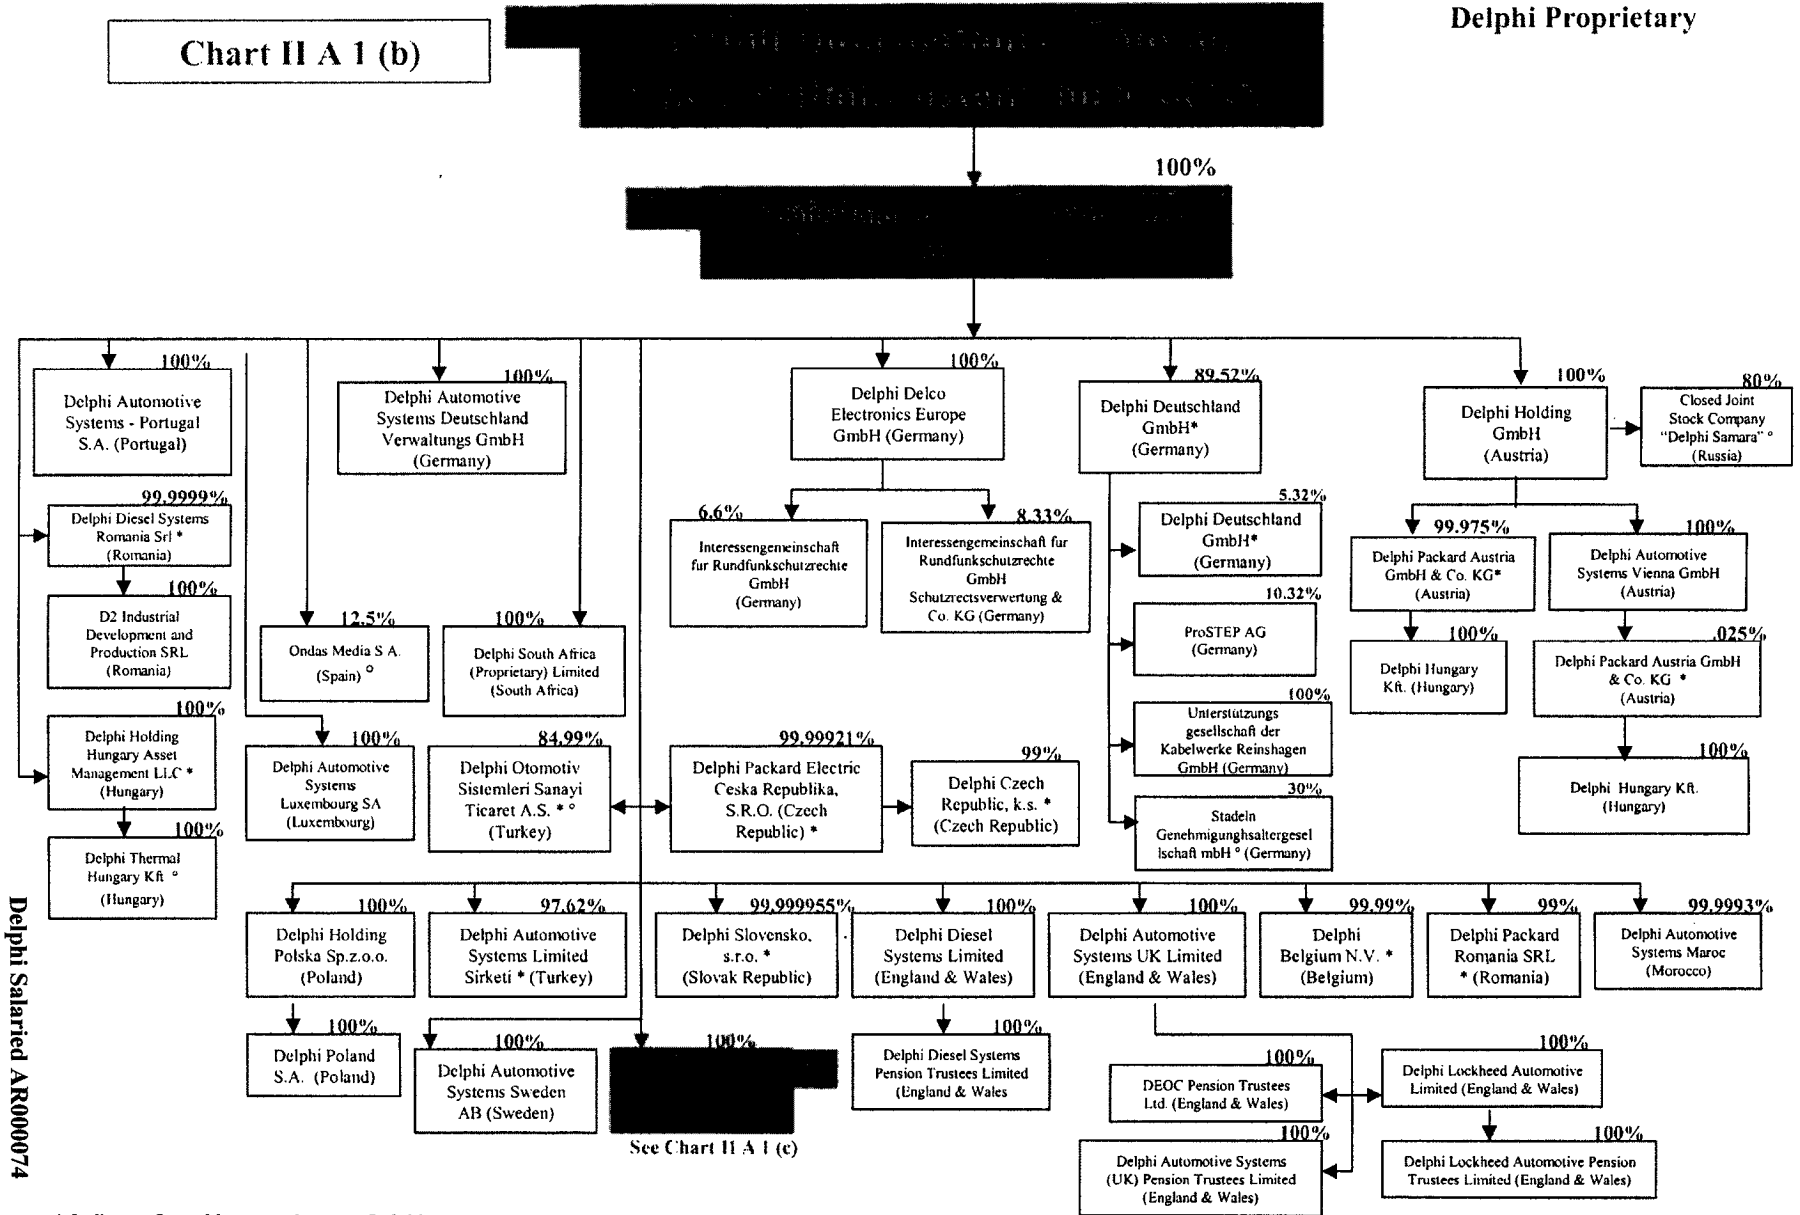 Delphi Proprietary
Chart II A 1 (b)
100%
100%
Delphi Automotive
Systems - Portugal
S.A. (Portugal)
100%
Delphi Automotive
Systems Deutschland
Verwaltungs GmbH
(Germany)
100%
Delphi Delco
Electronics Europe
GmbH (Germany)
89.52%
Delphi Deutschland
GmbH*
(Germany)
100%
Delphi Holding
GmbH
(Austria)
80%
Closed Joint
Stock Company
"Delphi Samara" °
(Russia)
99.9999%
Delphi Diesel Systems
Romania Srl *
(Romania)
100%
D2 Industrial
Development and
Production SRL
(Romania)
12.5%
Ondas Media S A.
(Spain) °
100%
Delphi South Africa
(Proprietary) Limited
(South Africa)
6.6%
Interessengemeinschaft
fur Rundfunkschutzrechte
GmbH
(Germany)
8.33%
Interessengemeinschaft fur
Rundfunkschutzrechte
GmbH
Schutzrectsverwertung &
Co. KG (Germany)
5.32%
Delphi Deutschland
GmbH*
(Germany)
10.32%
ProSTEP AG
(Germany)
100%
Unterstützungs
gesellschaft der
Kabelwerke Reinshagen
GmbH (Germany)
30%
Stadeln
Genehmigunghsaltergesel
lschaft mbH ° (Germany)
99.975%
Delphi Packard Austria
GmbH & Co. KG*
(Austria)
100%
Delphi Automotive
Systems Vienna GmbH
(Austria)
100%
Delphi Hungary
Kft. (Hungary)
.025%
Delphi Packard Austria GmbH
& Co. KG *
(Austria)
100%
Delphi Hungary Kft.
(Hungary)
100%
Delphi Holding
Hungary Asset
Management LLC *
(Hungary)
100%
Delphi Thermal
Hungary Kft °
(Hungary)
100%
Delphi Automotive
Systems
Luxembourg SA
(Luxembourg)
84.99%
Delphi Otomotiv
Sistemleri Sanayi
Ticaret A.S. * °
(Turkey)
99.99921%
Delphi Packard Electric
Ceska Republika,
S.R.O. (Czech
Republic) *
99%
Delphi Czech
Republic, k.s. *
(Czech Republic)
100%
Delphi Holding
Polska Sp.z.o.o.
(Poland)
97.62%
Delphi Automotive
Systems Limited
Sirketi * (Turkey)
99.999955%
Delphi Slovensko,
s.r.o. *
(Slovak Republic)
100%
Delphi Diesel
Systems Limited
(England & Wales)
100%
Delphi Automotive
Systems UK Limited
(England & Wales)
99.99%
Delphi
Belgium N.V. *
(Belgium)
99%
Delphi Packard
Romania SRL
* (Romania)
99.9993%
Delphi Automotive
Systems Maroc
(Morocco)
100%
Delphi Poland
S.A. (Poland)
100%
Delphi Automotive
Systems Sweden
AB (Sweden)
100%
See Chart II A 1 (c)
100%
Delphi Diesel Systems
Pension Trustees Limited
(England & Wales
100%
DEOC Pension Trustees
Ltd. (England & Wales)
100%
Delphi Lockheed Automotive
Limited (England & Wales)
100%
Delphi Automotive Systems
(UK) Pension Trustees Limited
(England & Wales)
100%
Delphi Lockheed Automotive Pension
Trustees Limited (England & Wales)
Delphi Salaried AR000074